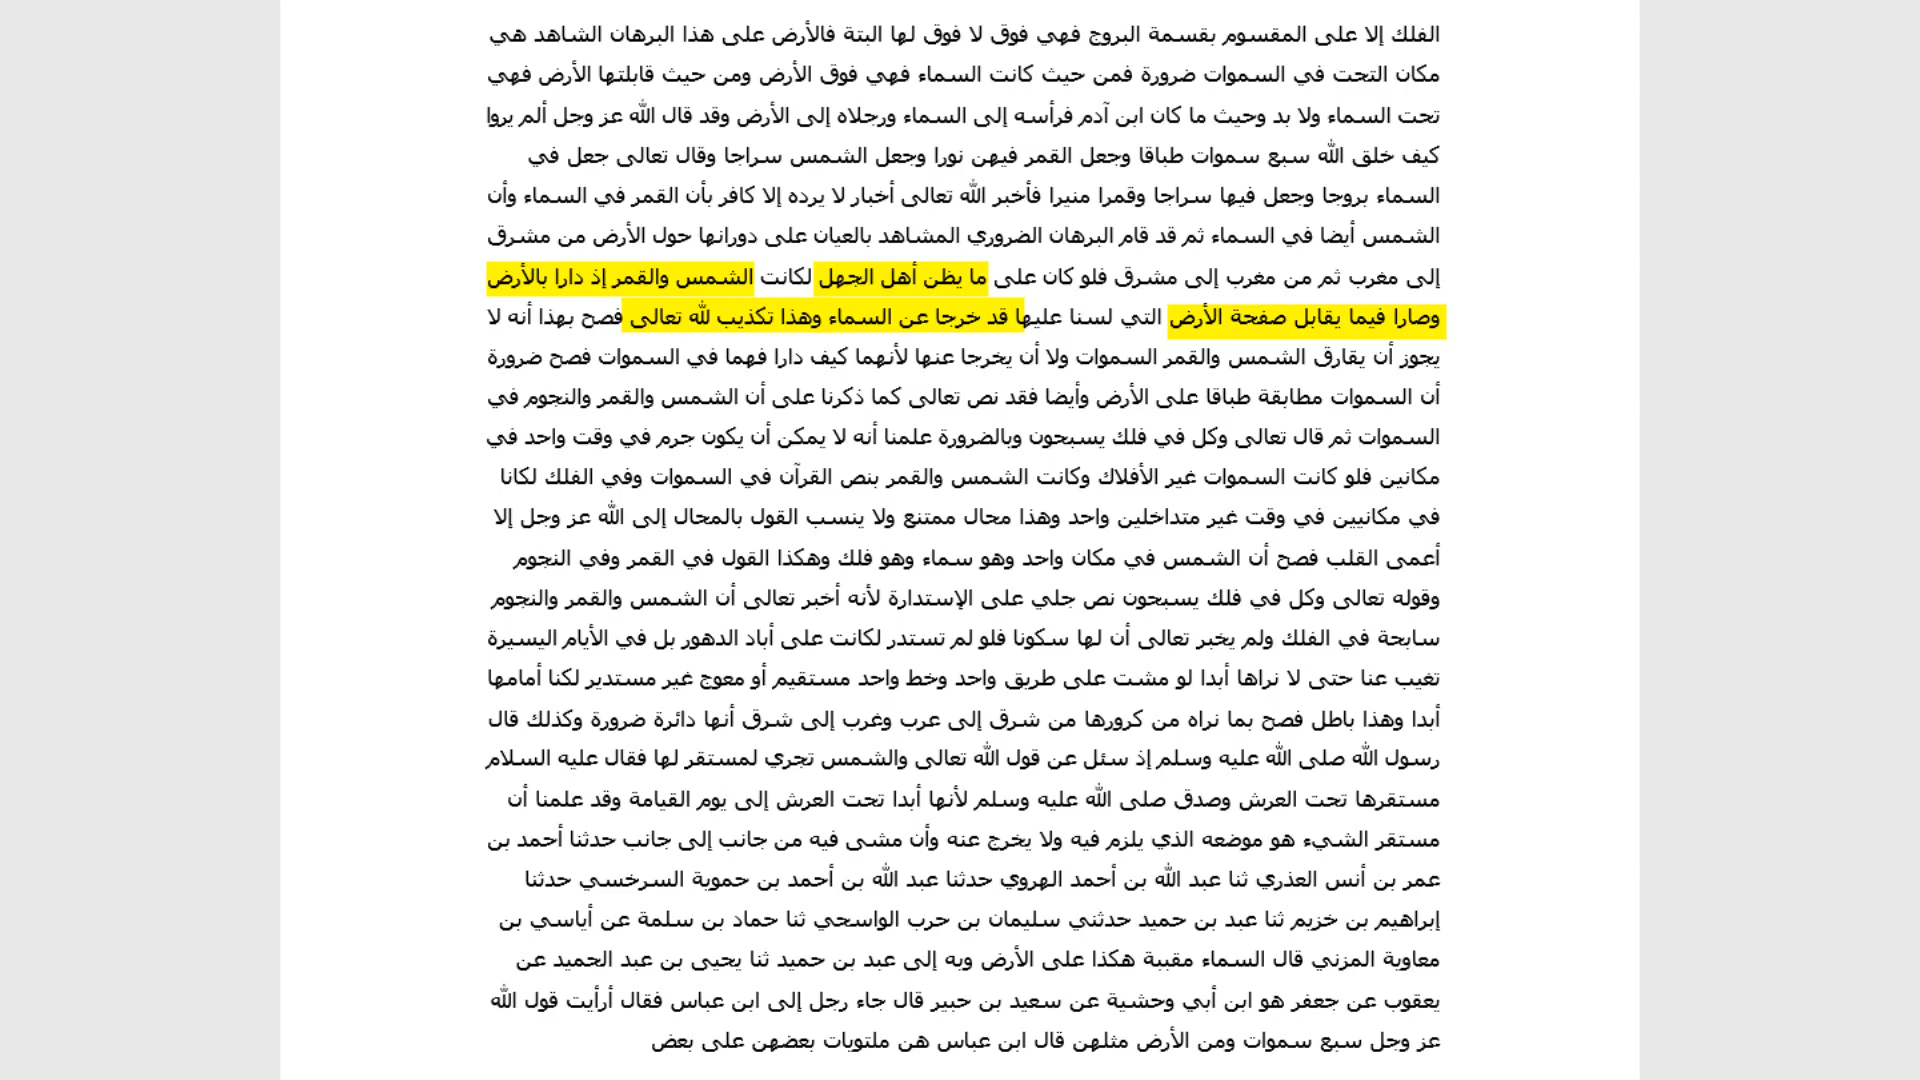 الفلك إلا على المقسوم بقسمة البروج فهي فوق لا فوق لها البتة فالأرض على هذا البرهان الشاهد هي
مكان التحت في السموات ضرورة فمن حيث كانت السماء فهي فوق الأرض ومن حيث قابلتها الأرض فهي
تحت السماء ولا بد وحيث ما كان ابن آدم فرأسه إلى السماء ورجلاه إلى الأرض وقد قال الله عز وجل ألم يروا
كيف خلق الله سبع سموات طباقا وجعل القمر فيهن نورا وجعل الشمس سراجا وقال تعالى جعل في
السماء بروجا وجعل فيها سراجا وقمرا منيرا فأخبر الله تعالى أخبار لا يرده إلا كافر بأن القمر في السماء وأن
الشمس أيضا في السماء ثم قد قام البرهان الضروري المشاهد بالعيان على دورانها حول الأرض من مشرق
إلى مغرب ثم من مغرب إلى مشرق فلو كان على ما يظن أهل الجهل لكانت الشمس والقمر إذ دارا بالأرض
وصارا فيما يقابل صفحة الأرض التي لسنا عليها قد خرجا عن السماء وهذا تكذيب لله تعالى فصح بهذا أنه لا
يجوز أن يقارق الشمس والقمر السموات ولا أن يخرجا عنها لأنهما كيف دارا فهما في السموات فصح ضرورة
أن السموات مطابقة طباقا على الأرض وأيضا فقد نص تعالى كما ذكرنا على أن الشمس والقمر والنجوم في
السموات ثم قال تعالى وكل في فلك يسبحون وبالضرورة علمنا أنه لا يمكن أن يكون جرم في وقت واحد في
مكانين فلو كانت السموات غير الأفلاك وكانت الشمس والقمر بنص القرآن في السموات وفي الفلك لكانا
في مكانيين في وقت غير متداخلين واحد وهذا محال ممتنع ولا ينسب القول بالمحال إلى الله عز وجل إلا
أعمى القلب فصح أن الشمس في مكان واحد وهو سماء وهو فلك وهكذا القول في القمر وفي النجوم
وقوله تعالى وكل في فلك يسبحون نص جلي على الإستدارة لأنه أخبر تعالى أن الشمس والقمر والنجوم
سابحة في الفلك ولم يخبر تعالى أن لها سكونا فلو لم تستدر لكانت على أباد الدهور بل في الأيام اليسيرة
تغيب عنا حتى لا نراها أبدا لو مشت على طريق واحد وخط واحد مستقيم أو معوج غير مستدير لكنا أمامها
أبدا وهذا باطل فصح بما نراه من كرورها من شرق إلى عرب وغرب إلى شرق أنها دائرة ضرورة وكذلك قال
رسول الله صلى الله عليه وسلم إذ سئل عن قول الله تعالى والشمس تجري لمستقر لها فقال عليه السلام
مستقرها تحت العرش وصدق صلى الله عليه وسلم لأنها أبدا تحت العرش إلى يوم القيامة وقد علمنا أن
مستقر الشيء هو موضعه الذي يلزم فيه ولا يخرج عنه وأن مشى فيه من جانب إلى جانب حدثنا أحمد بن
عمر بن أنس العذري ثنا عبد الله بن أحمد الهروي حدثنا عبد الله بن أحمد بن حموية السرخسي حدثنا
إبراهيم بن خزيم ثنا عبد بن حميد حدثني سليمان بن حرب الواسحي ثنا حماد بن سلمة عن أياسي بن
معاوية المزني قال السماء مقببة هكذا على الأرض وبه إلى عبد بن حميد ثنا يحيى بن عبد الحميد عن
يعقوب عن جعفر هو ابن أبي وحشية عن سعيد بن حبير قال جاء رجل إلى ابن عباس فقال أرأيت قول الله
عز وجل سبع سموات ومن الأرض مثلهن قال ابن عباس هن ملتويات بعضهن على بعض